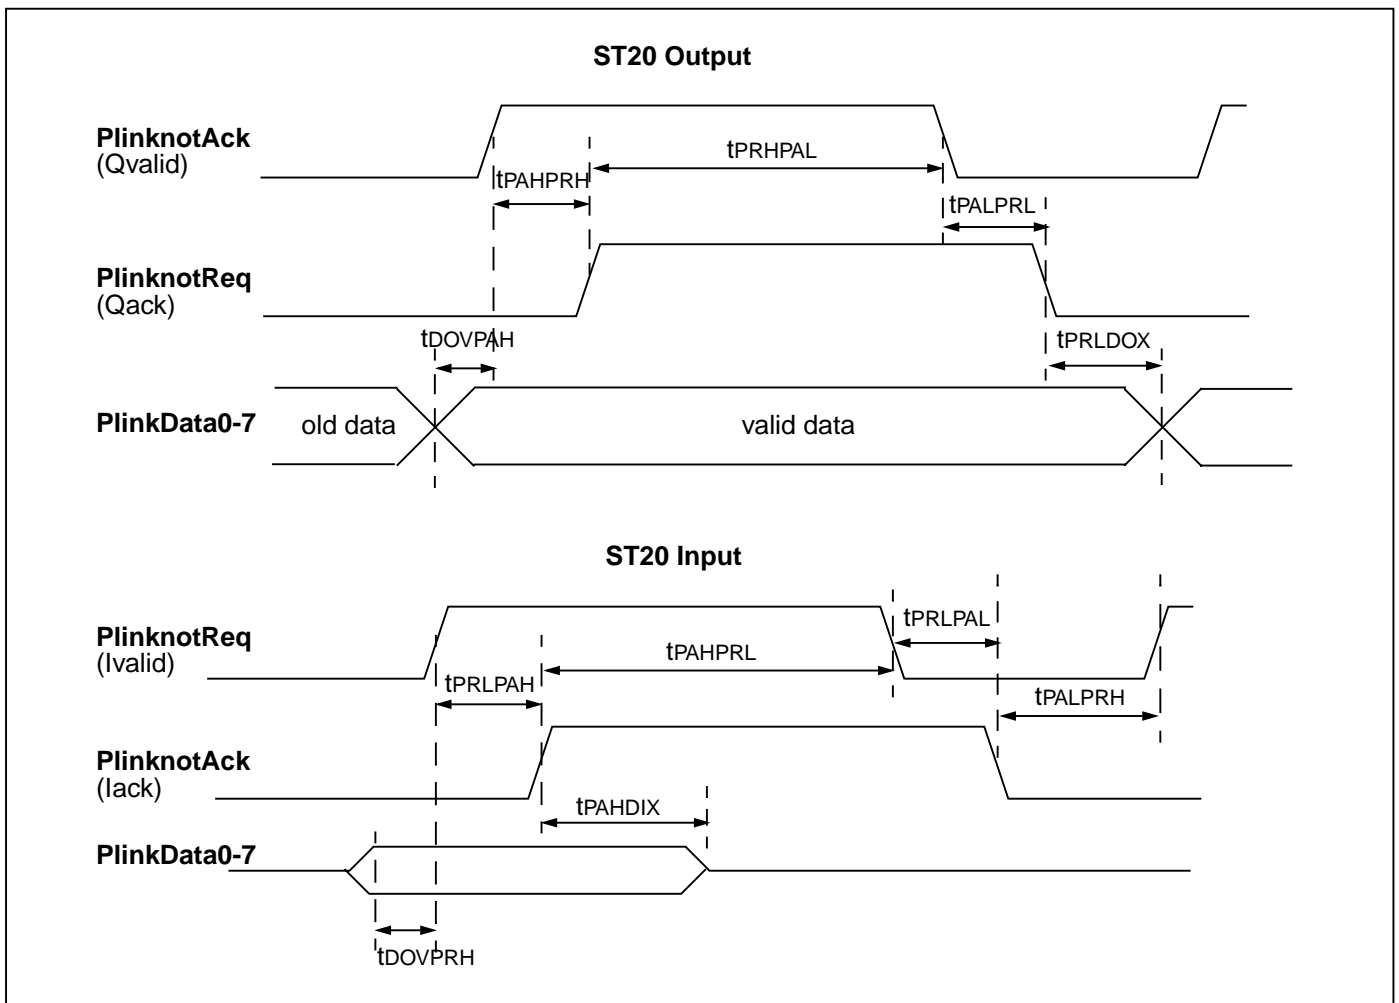 ST20 Output
PlinknotAck
(Qvalid)
tPRHPAL
tPAHPRH
tPALPRL
PlinknotReq
(Qack)
tDOVPAH
tPRLDOX
PlinkData0-7
old data
valid data
ST20 Input
PlinknotReq
(Ivalid)
tPRLPAL
tPAHPRL
tPRLPAH
tPALPRH
PlinknotAck
(Iack)
tPAHDIX
PlinkData0-7
tDOVPRH